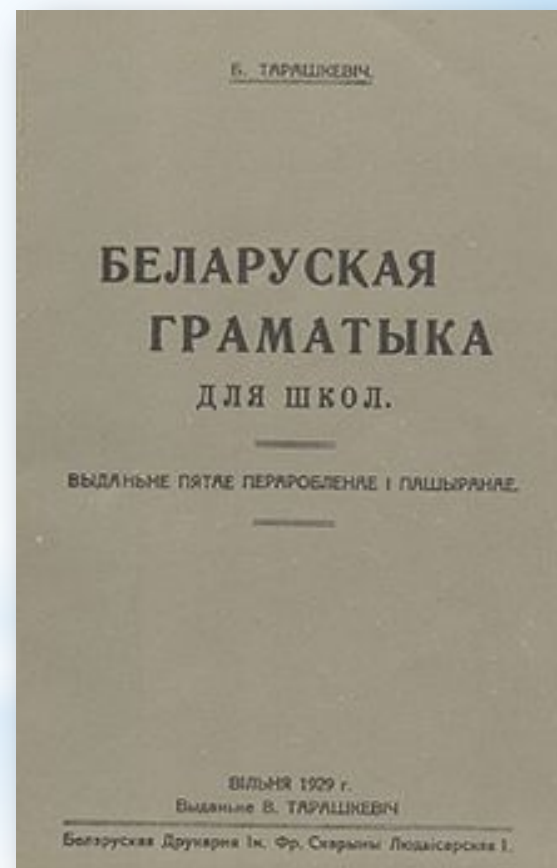 Б. ТАРАШКЕВІЧ.
БЕЛАРУСКАЯ
ГРАМАТЫКА
ДЛЯ ШКОЛ.
ВЫДАНЬНЕ ПЯТАЕ ПЕРАРОБЛЕНАЕ І ПАШЫРАНАЕ.
ВІЛЬНЯ 1929 г.
Выданьне В. ТАРАШКЕВІЧ
Беларуская Друкарня Ім. Фр. Скарыны Людвісарская 1.